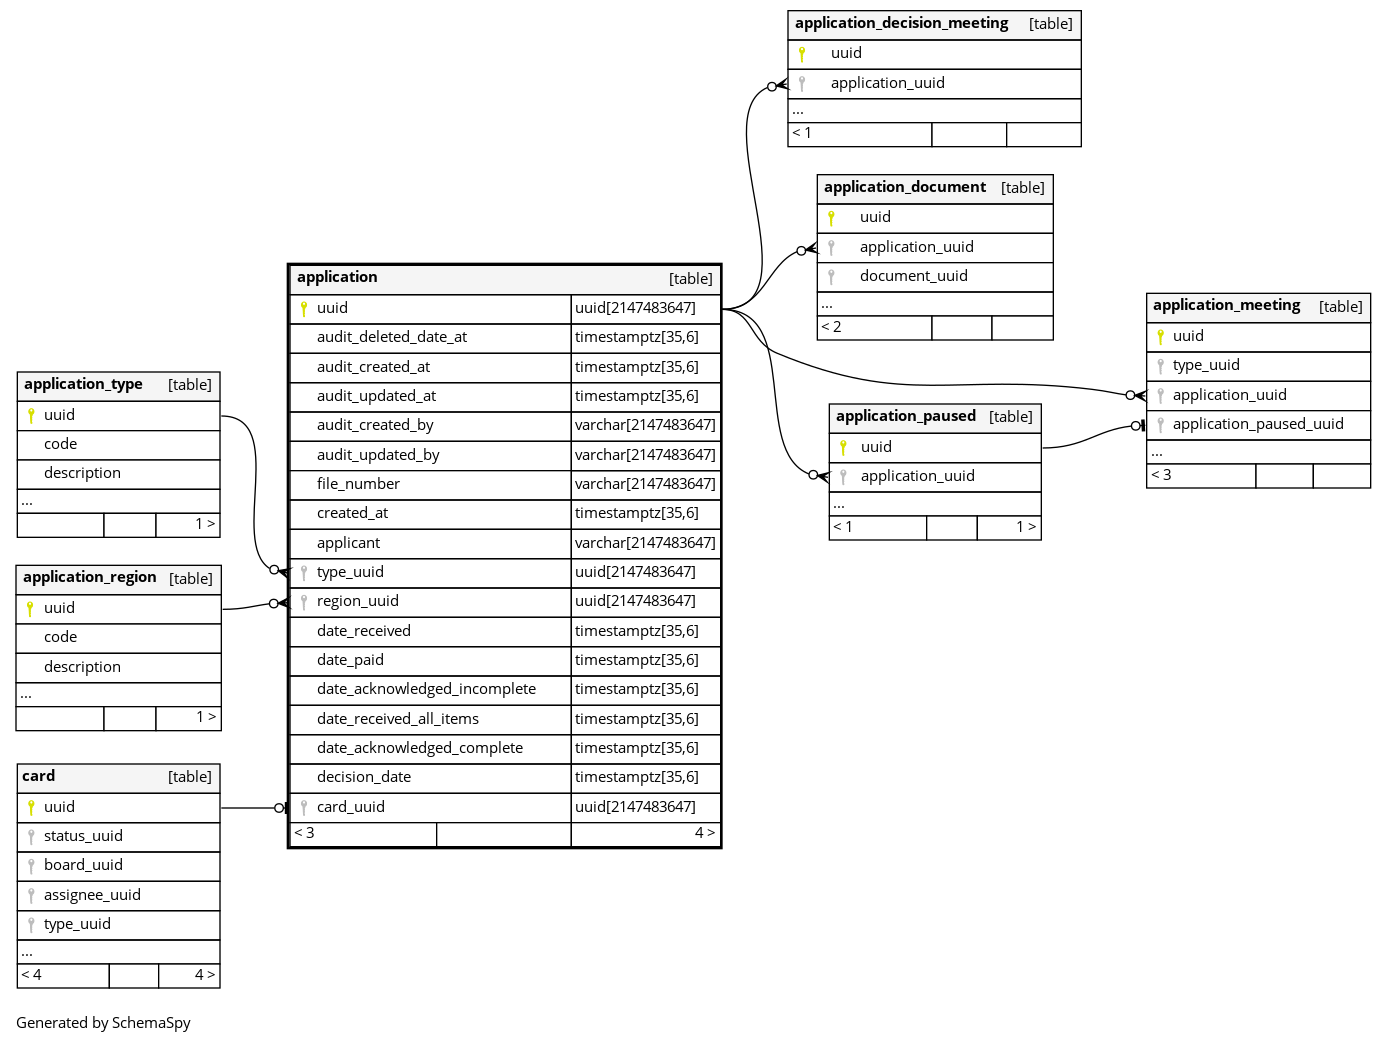 application_decision_meeting [table]
uuid
application_uuid
...
< 1
application_document [table]
uuid
application_uuid
document_uuid
...
< 2
application_meeting [table]
uuid
type_uuid
application_uuid
application_paused_uuid
...
< 3
application_paused [table]
uuid
application_uuid
...
< 1 1 >
application [table]
uuid uuid[2147483647]
audit_deleted_date_at timestamptz[35,6]
audit_created_at timestamptz[35,6]
audit_updated_at timestamptz[35,6]
audit_created_by varchar[2147483647]
audit_updated_by varchar[2147483647]
file_number varchar[2147483647]
created_at timestamptz[35,6]
applicant varchar[2147483647]
type_uuid uuid[2147483647]
region_uuid uuid[2147483647]
date_received timestamptz[35,6]
date_paid timestamptz[35,6]
date_acknowledged_incomplete timestamptz[35,6]
date_received_all_items timestamptz[35,6]
date_acknowledged_complete timestamptz[35,6]
decision_date timestamptz[35,6]
card_uuid uuid[2147483647]
< 3 4 >
application_type [table]
uuid
code
description
...
1 >
application_region [table]
uuid
code
description
...
1 >
card [table]
uuid
status_uuid
board_uuid
assignee_uuid
type_uuid
...
< 4 4 >
Generated by SchemaSpy